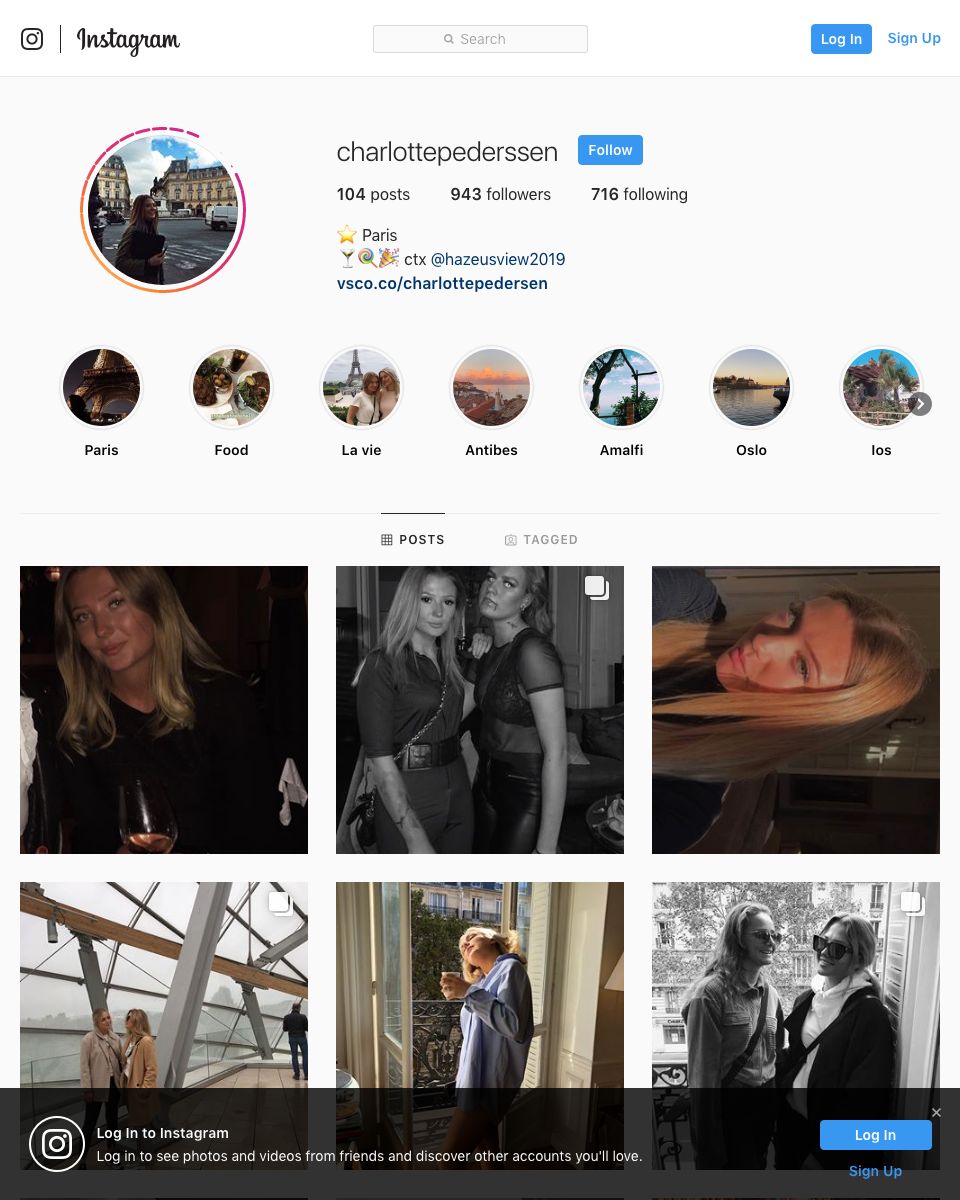 Instagram
Search
Log In
Sign Up
charlottepederssen
Follow
104 posts
943 followers
716 following
⭐ Paris
🍸🍭🎉 ctx @hazeusview2019
vsco.co/charlottepedersen
Paris
Food
La vie
Antibes
Amalfi
Oslo
Ios
POSTS
TAGGED
Log In to Instagram
Log in to see photos and videos from friends and discover other accounts you'll love.
Log In
Sign Up